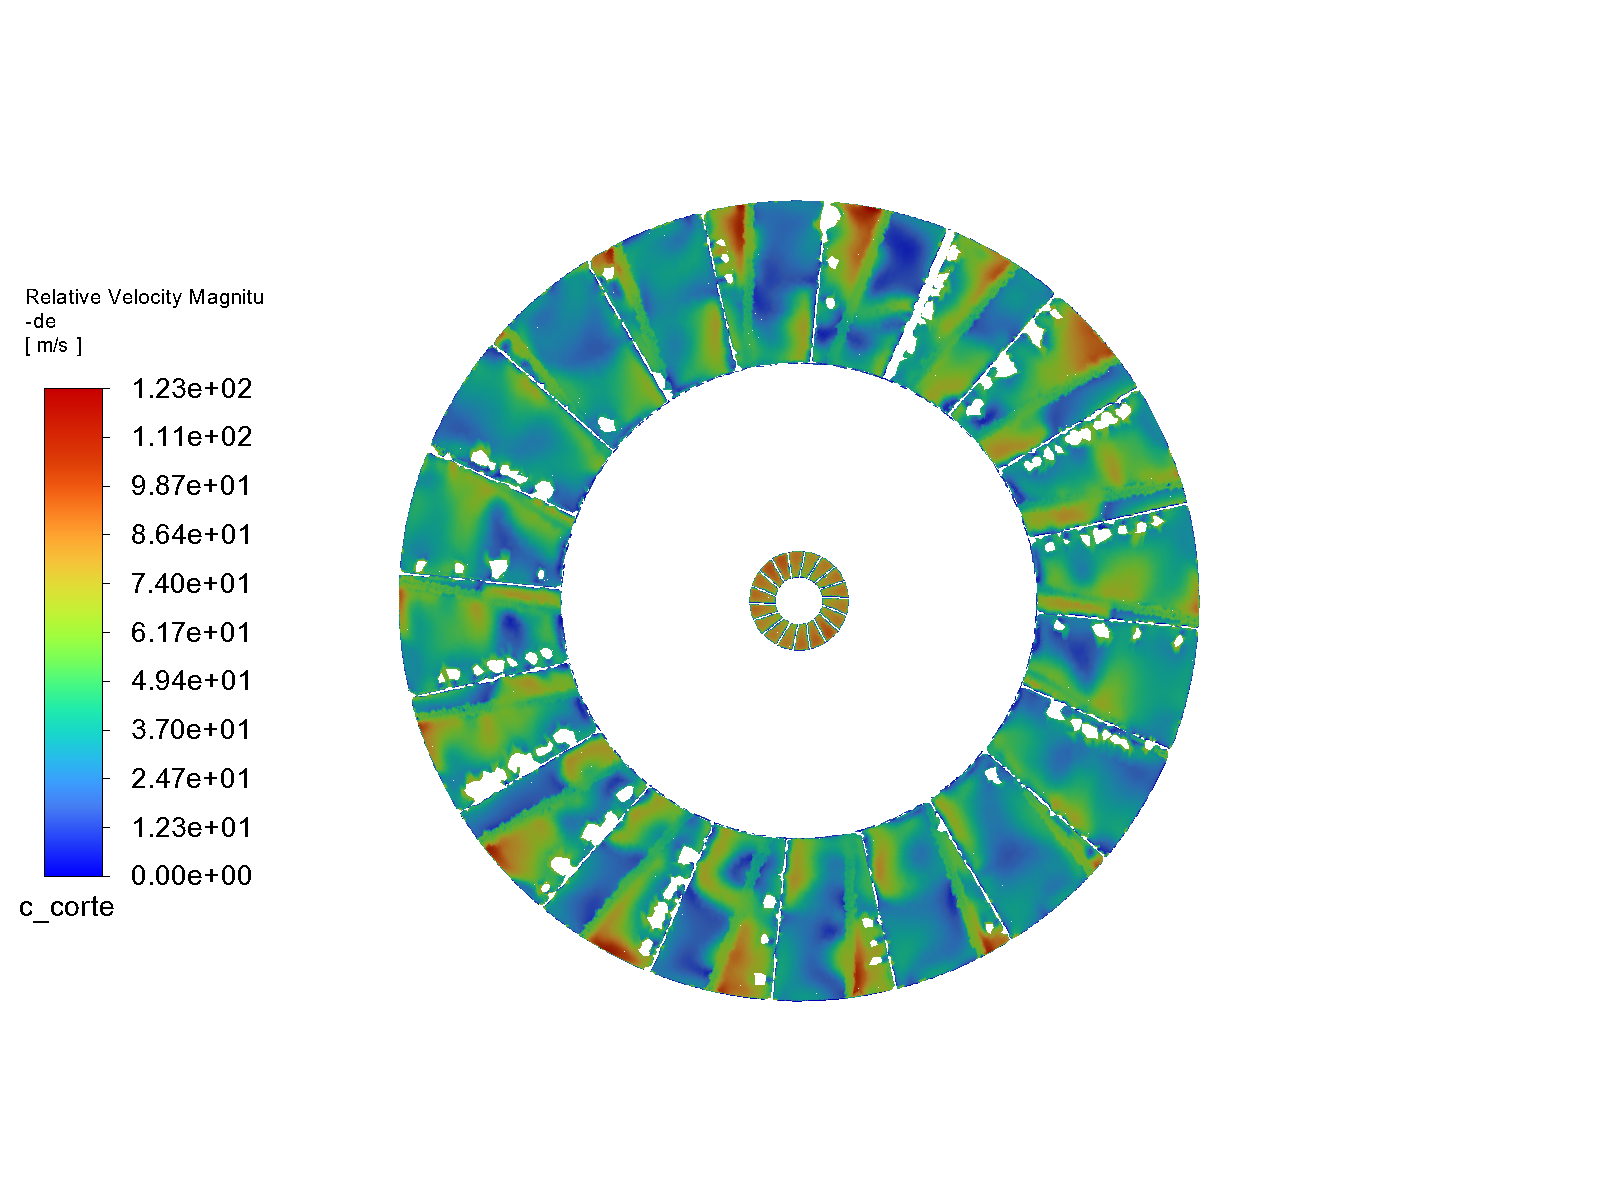 Relative Velocity Magnitu
-de
[ m/s ]
1.23e+02
1.11e+02
9.87e+01
8.64e+01
7.40e+01
6.17e+01
4.94e+01
3.70e+01
2.47e+01
1.23e+01
0.00e+00
c_corte